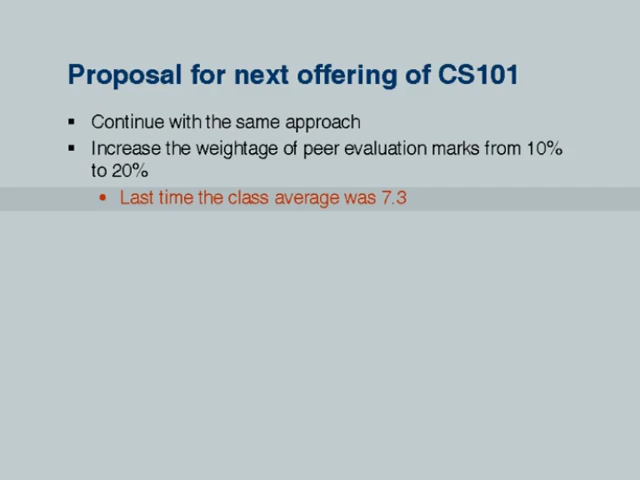 Proposal for next offering of CS101
▪ Continue with the same approach
▪ Increase the weightage of peer evaluation marks from 10%
to 20%
• Last time the class average was 7.3